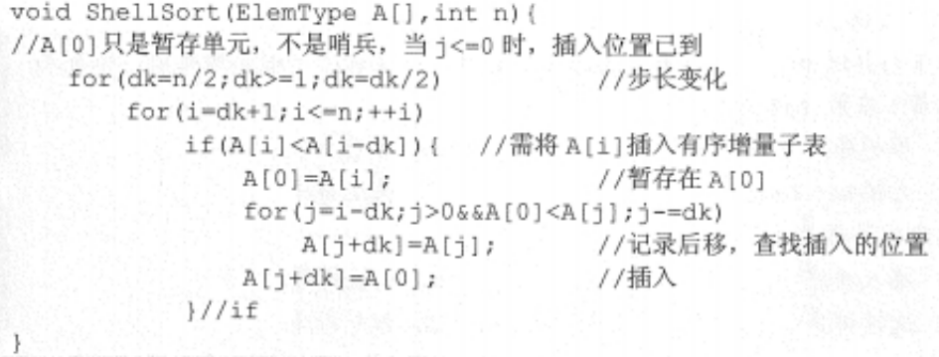 void ShellSort(ElemType A[],int n){
//A[0]只是暂存单元，不是哨兵，当 j<=0 时，插入位置已到
for(dk=n/2;dk>=1;dk=dk/2) //步长变化
for(i=dk+1;i<=n;++i)
if(A[i]<A[i-dk]){ //需将 A[i]插入有序增量子表
A[0]=A[i]; //暂存在 A[0]
for(j=i-dk;j>0&&A[0]<A[j];j-=dk)
A[j+dk]=A[j]; //记录后移，查找插入的位置
A[j+dk]=A[0]; //插入
}//if
}